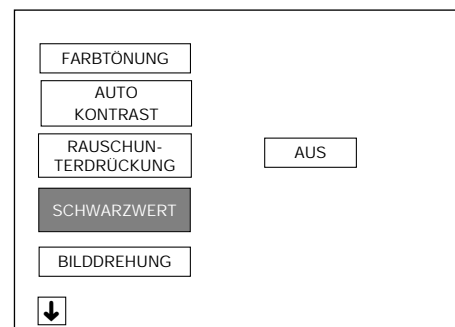 FARBTÖNUNG
AUTO
KONTRAST
RAUSCHUN-
TERDRÜCKUNG
AUS
SCHWARZWERT
BILDDREHUNG